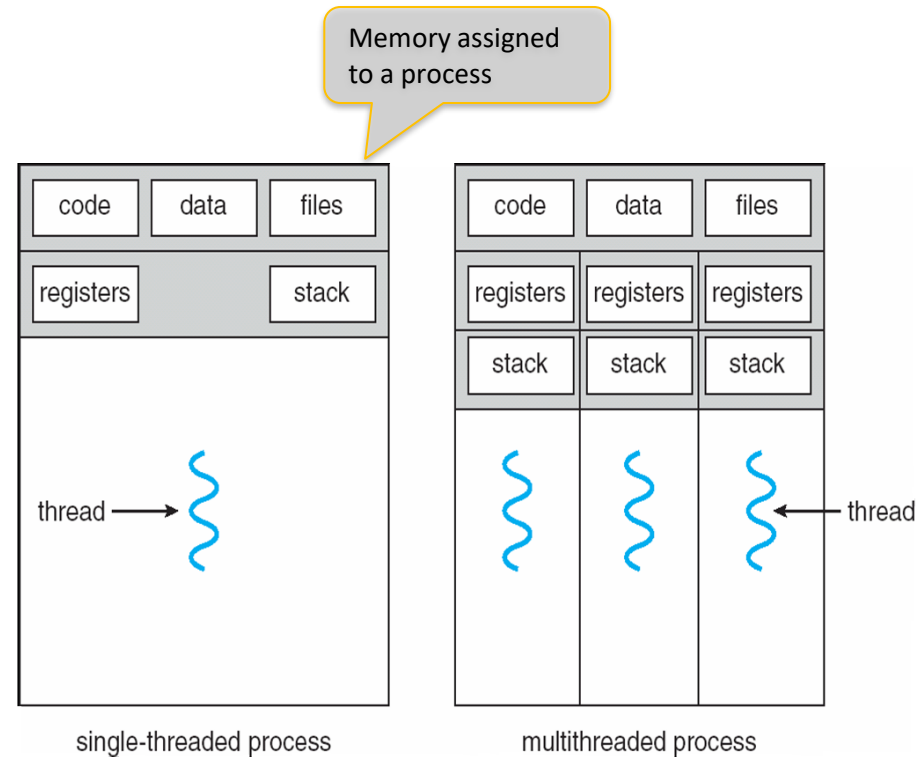 Memory assigned
to a process
code data files
code data files
registers stack
registers registers registers
stack stack stack
thread
thread
single-threaded process
multithreaded process